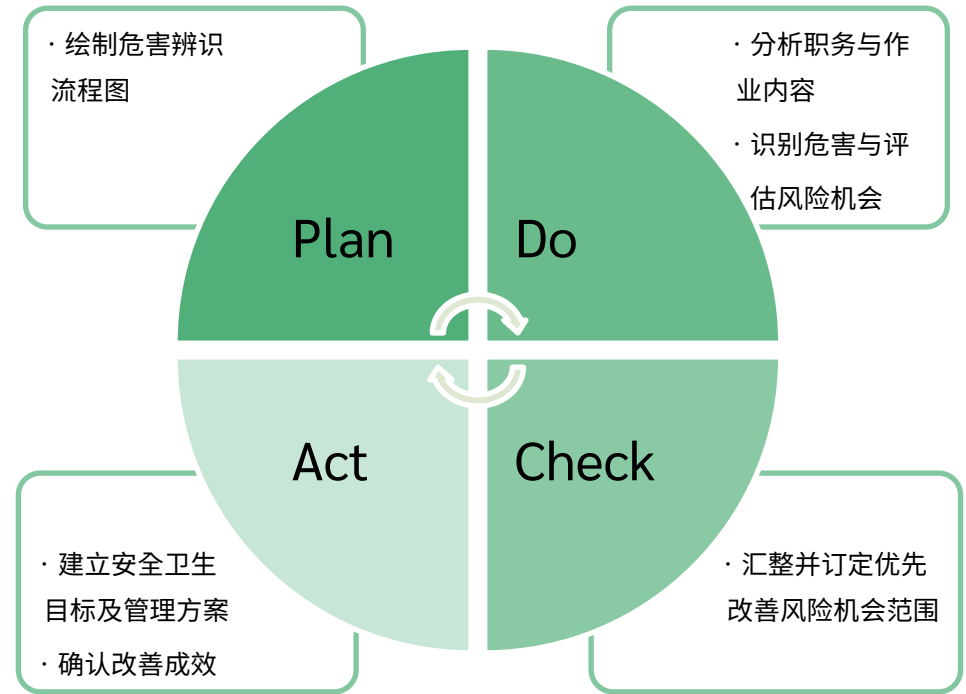 · 绘制危害辨识
流程图
· 分析职务与作
业内容
· 识别危害与评
估风险机会
Plan
Do
Act
Check
· 建立安全卫生
目标及管理方案
· 确认改善成效
· 汇整并订定优先
改善风险机会范围